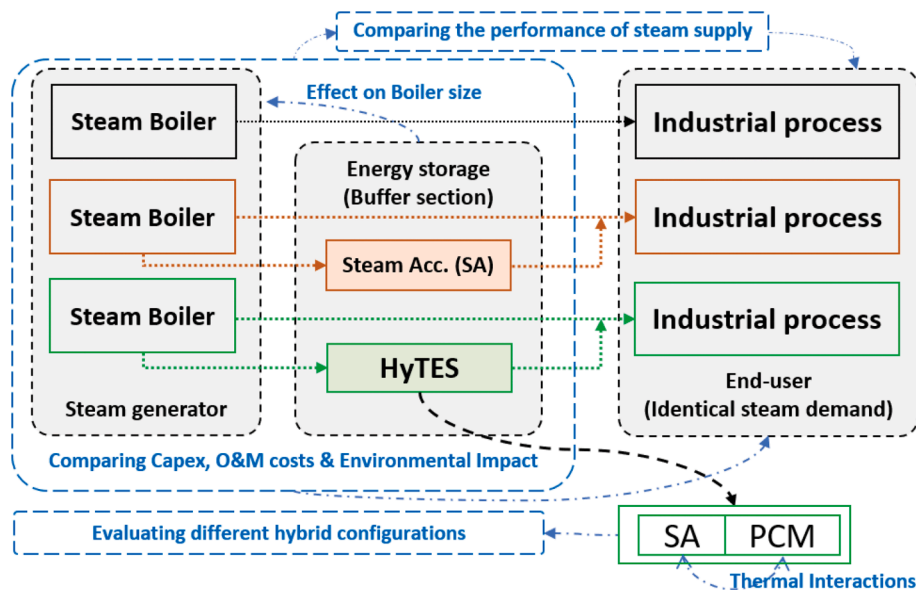 Comparing the performance of steam supply
Effect on Boiler size
Steam Boiler
Industrial process
Energy storage
(Buffer section)
Steam Boiler
Industrial process
Steam Acc. (SA)
Steam Boiler
Industrial process
HyTES
Steam generator
End-user
(Identical steam demand)
Comparing Capex, O&M costs & Environmental Impact
Evaluating different hybrid configurations
SA
PCM
Thermal Interactions